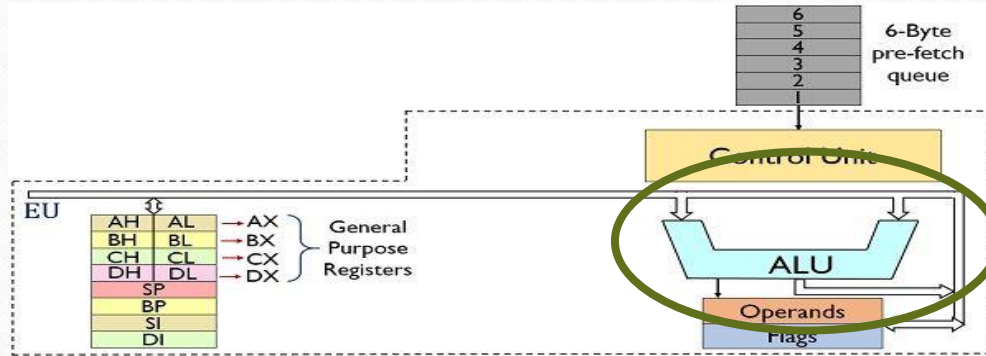 6
5
4
3
2
1
6-Byte
pre-fetch
queue
Control Unit
EU
AH AL AX
BH BL BX
CH CL CX
DH DL DX
General
Purpose
Registers
SP
BP
SI
DI
ALU
Operands
Flags